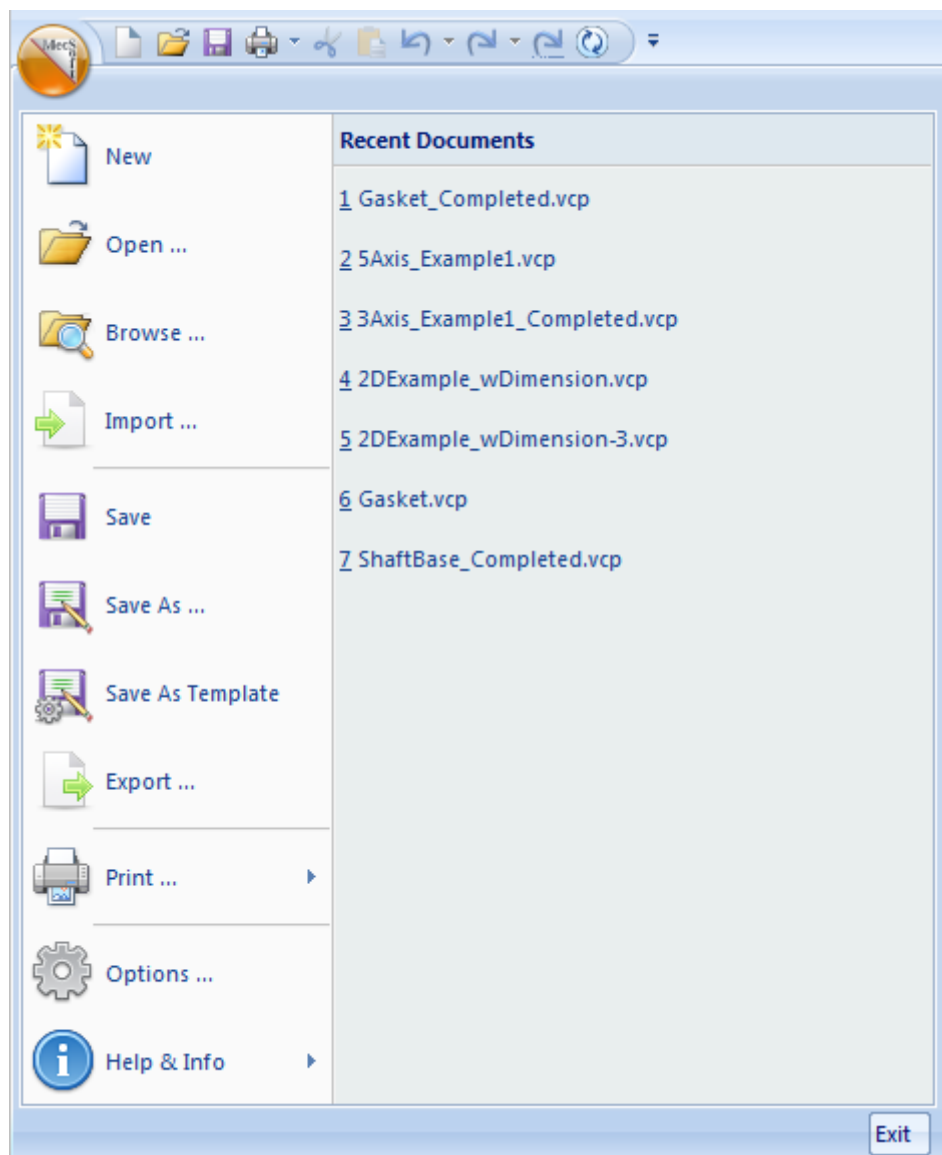 MecS
oft
New
Open ...
Browse ...
Import ...
Save
Save As ...
Save As Template
Export ...
Print ...
Options ...
Help & Info
Recent Documents
1 Gasket_Completed.vcp
2 5Axis_Example1.vcp
3 3Axis_Example1_Completed.vcp
4 2DExample_wDimension.vcp
5 2DExample_wDimension-3.vcp
6 Gasket.vcp
7 ShaftBase_Completed.vcp
Exit